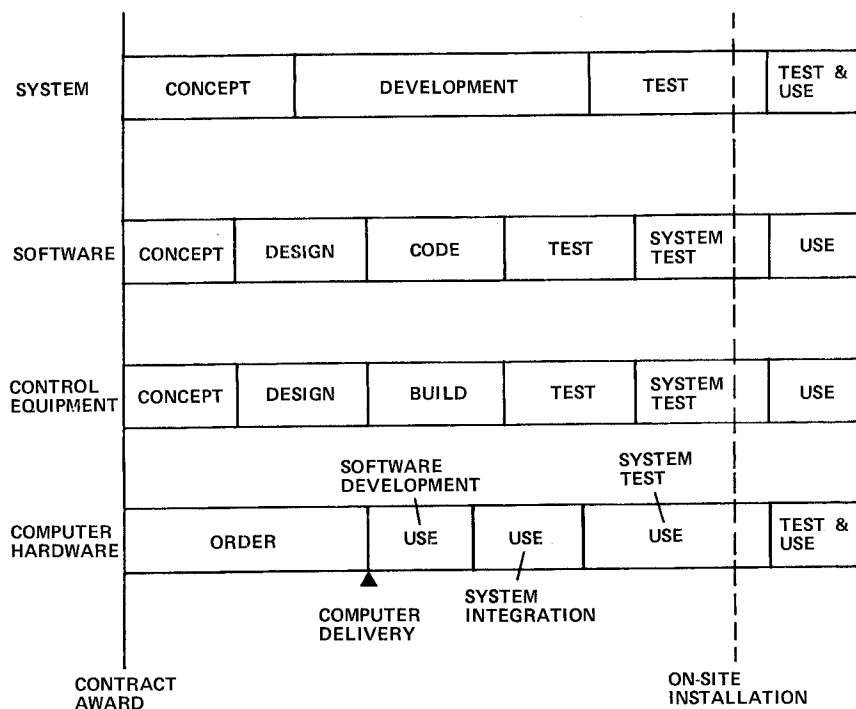 SYSTEM
CONCEPT
DEVELOPMENT
TEST
TEST &
USE
SOFTWARE
CONCEPT
DESIGN
CODE
TEST
SYSTEM
TEST
USE
CONTROL
EQUIPMENT
CONCEPT
DESIGN
BUILD
TEST
SYSTEM
TEST
USE
SOFTWARE
DEVELOPMENT
SYSTEM
TEST
COMPUTER
HARDWARE
ORDER
USE
USE
USE
TEST &
USE
COMPUTER
DELIVERY
SYSTEM
INTEGRATION
CONTRACT
AWARD
ON-SITE
INSTALLATION